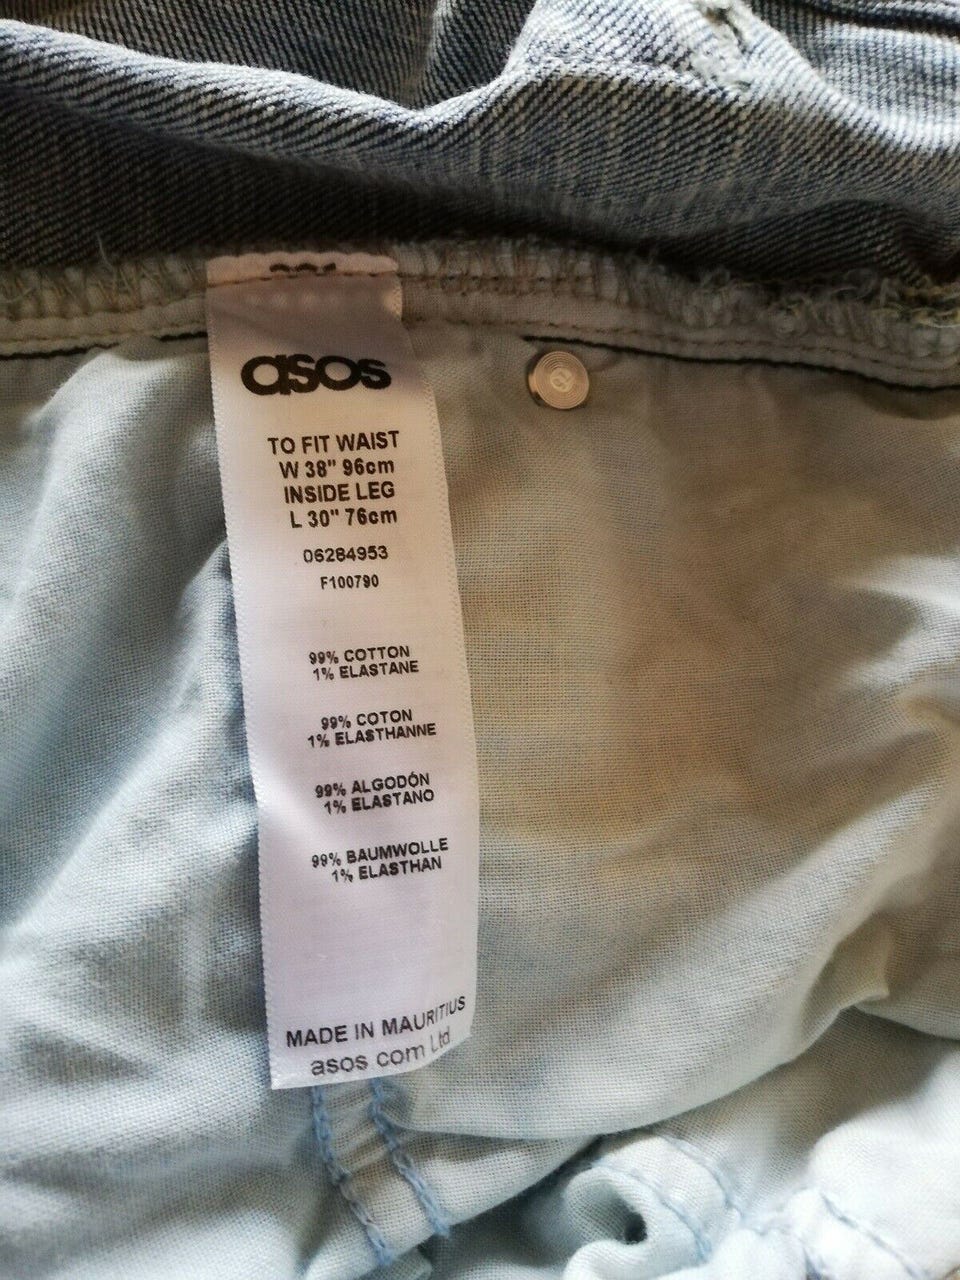 asos
TO FIT WAIST
W 38" 96cm
INSIDE LEG
L 30" 76cm
06284953
F100790
99% COTTON
1% ELASTANE
99% COTON
1% ELASTHANNE
99% ALGODÓN
1% ELASTANO
99% BAUMWOLLE
1% ELASTHAN
MADE IN MAURITIUS
asos com Ltd